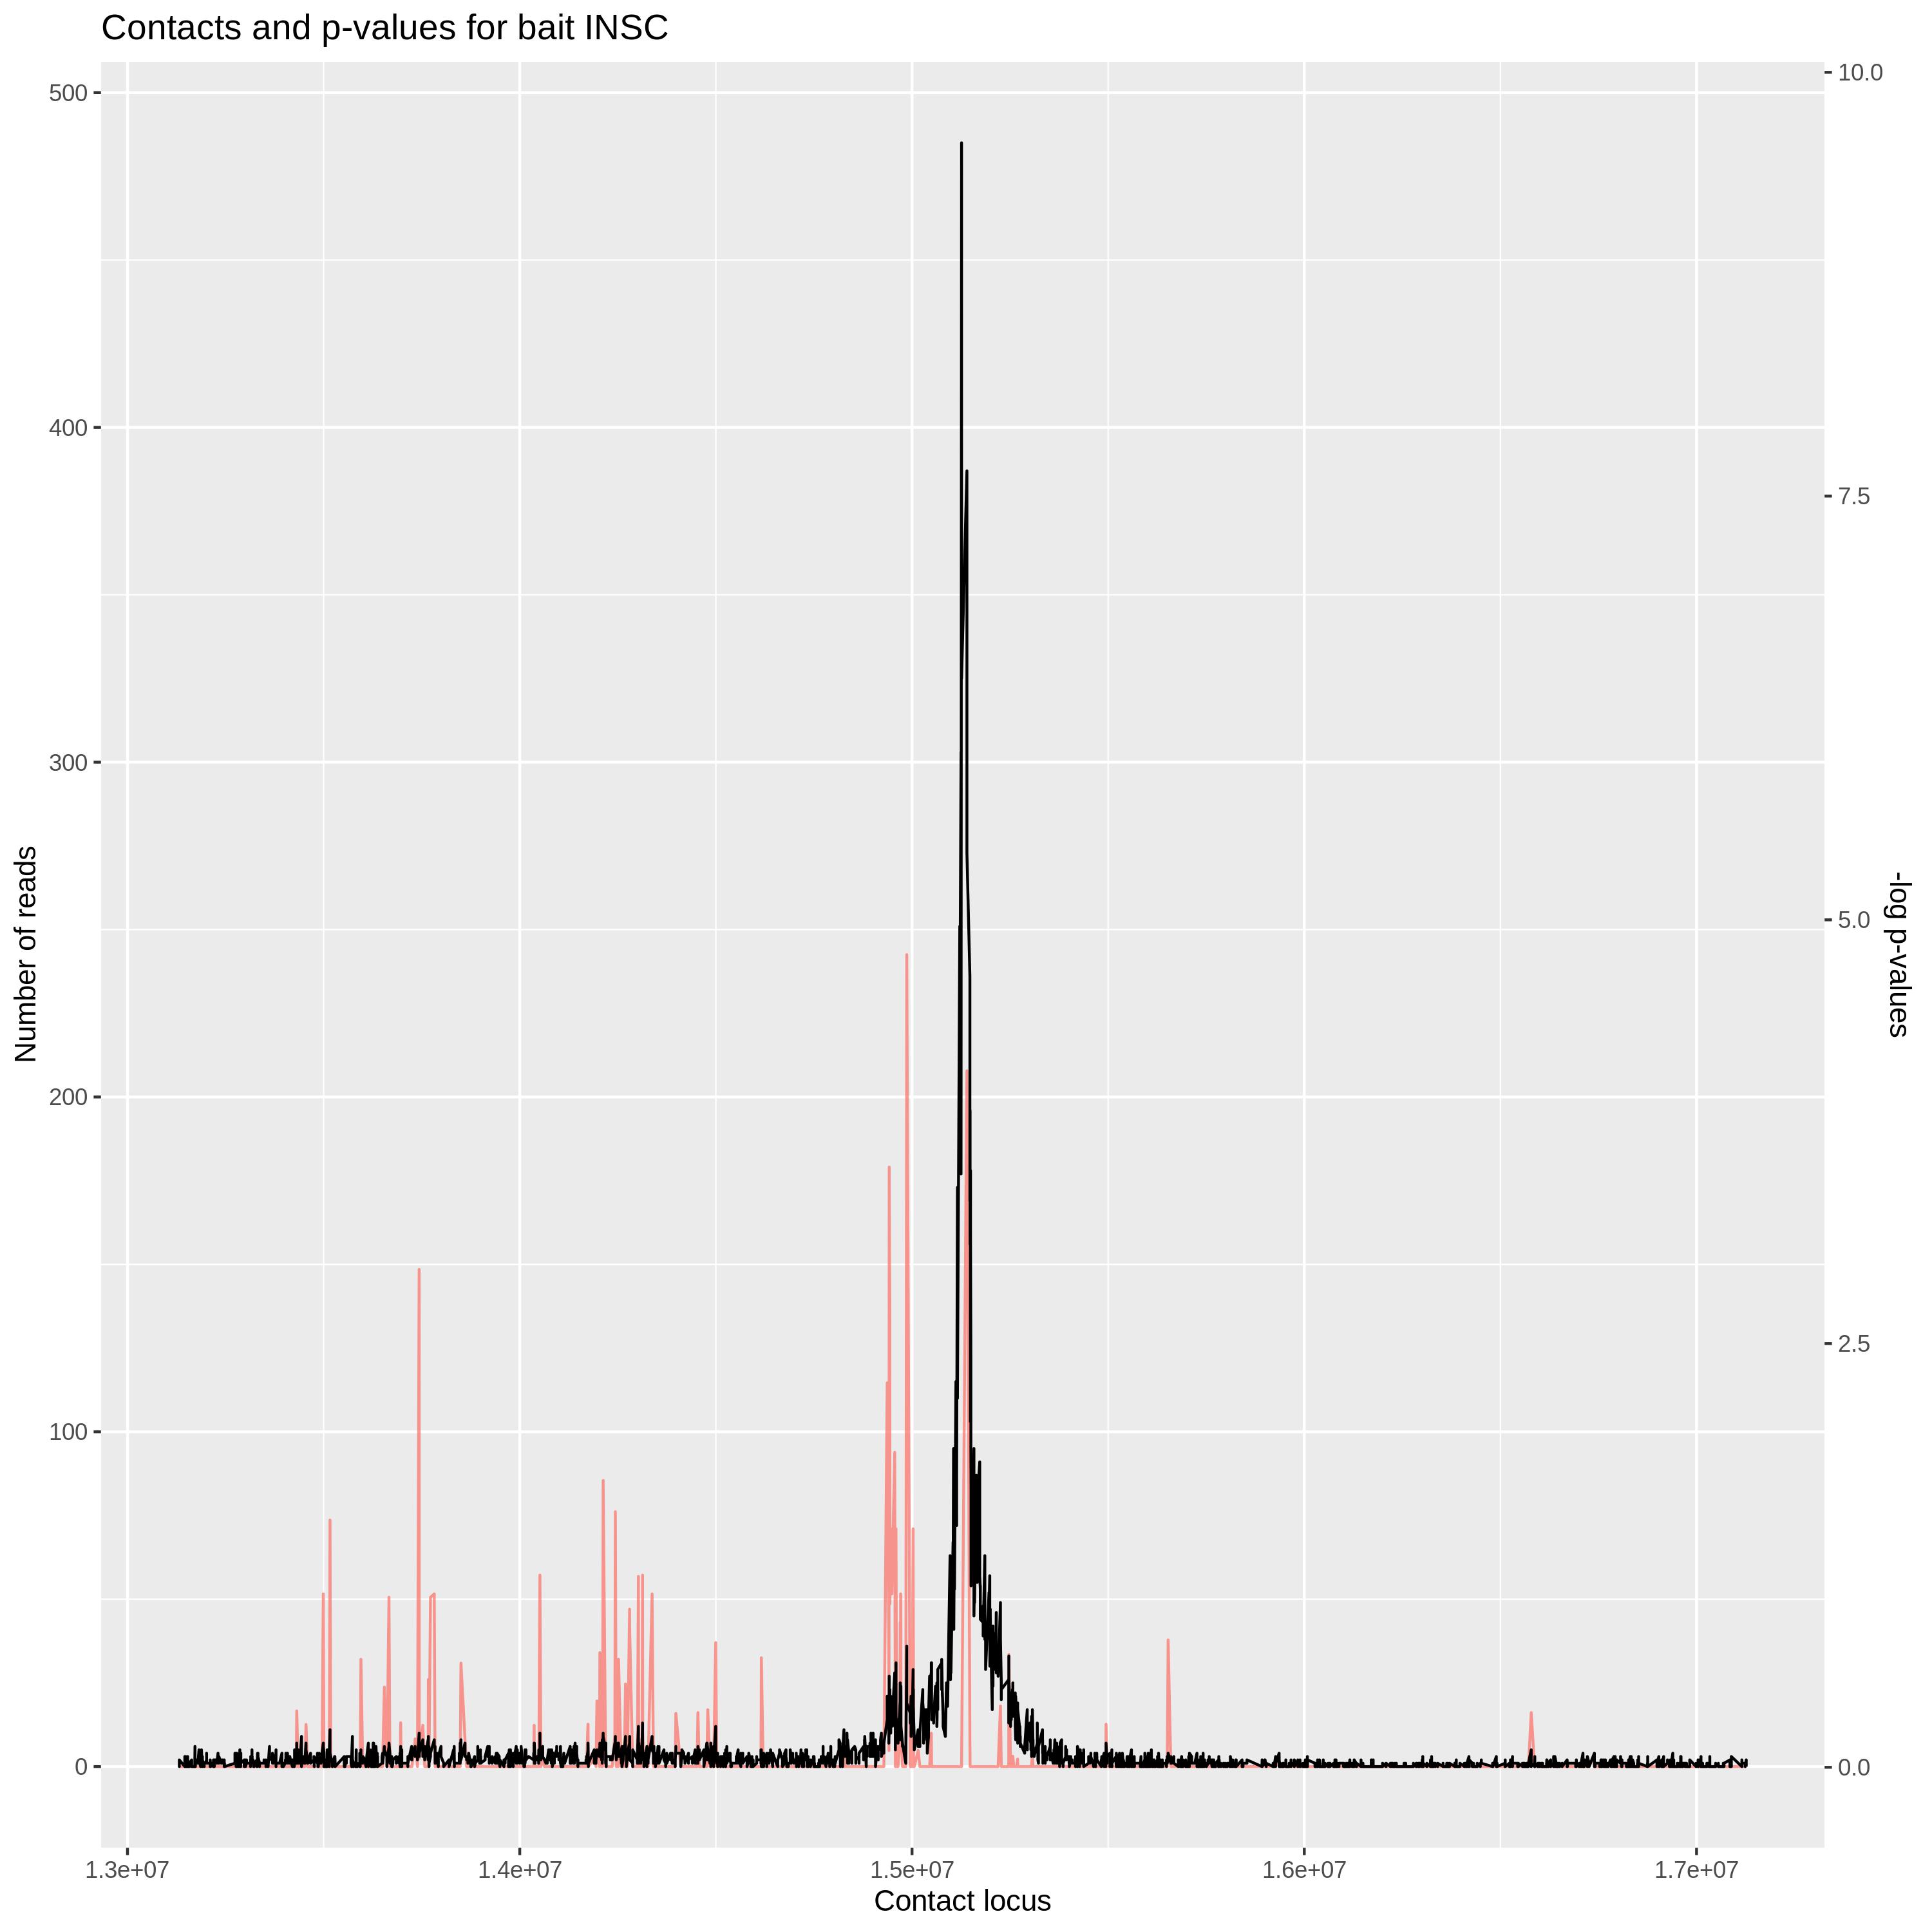 Contacts and p-values for bait INSC
500
400
300
200
100
0
Number of reads
10.0
7.5
5.0
2.5
0.0
-log p-values
1.3e+07
1.4e+07
1.5e+07
1.6e+07
1.7e+07
Contact locus